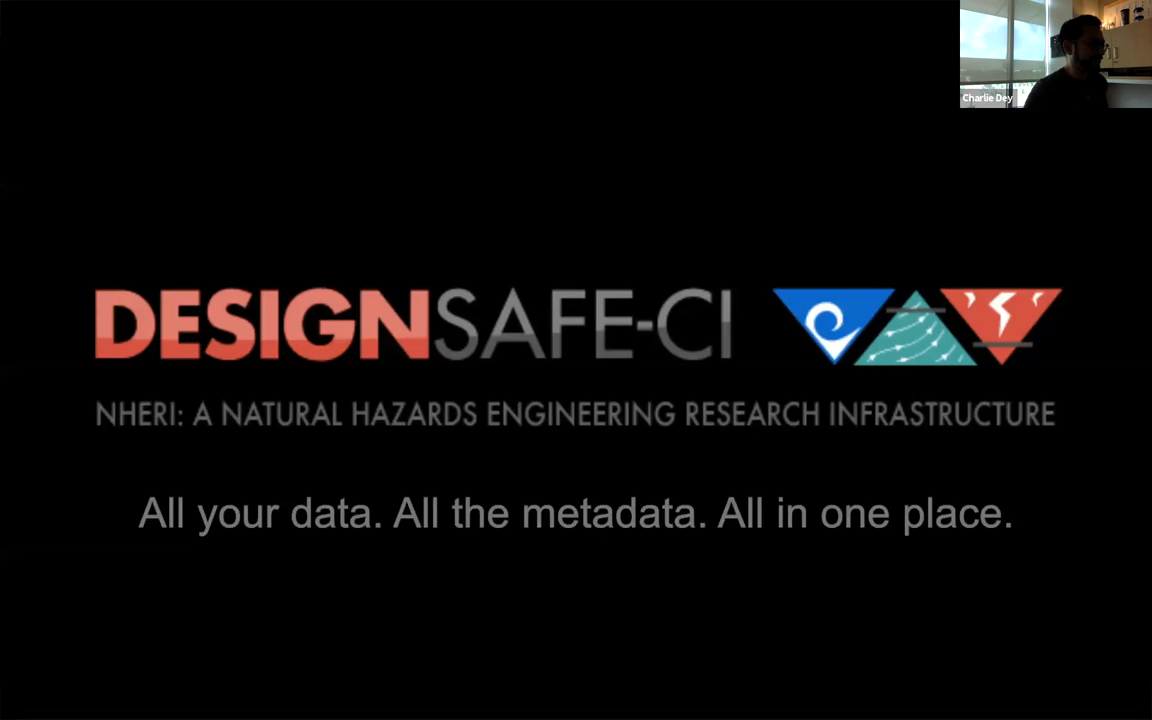 Charlie Dey
DESIGNSAFE-CI
NHERI: A NATURAL HAZARDS ENGINEERING RESEARCH INFRASTRUCTURE
All your data. All the metadata. All in one place.